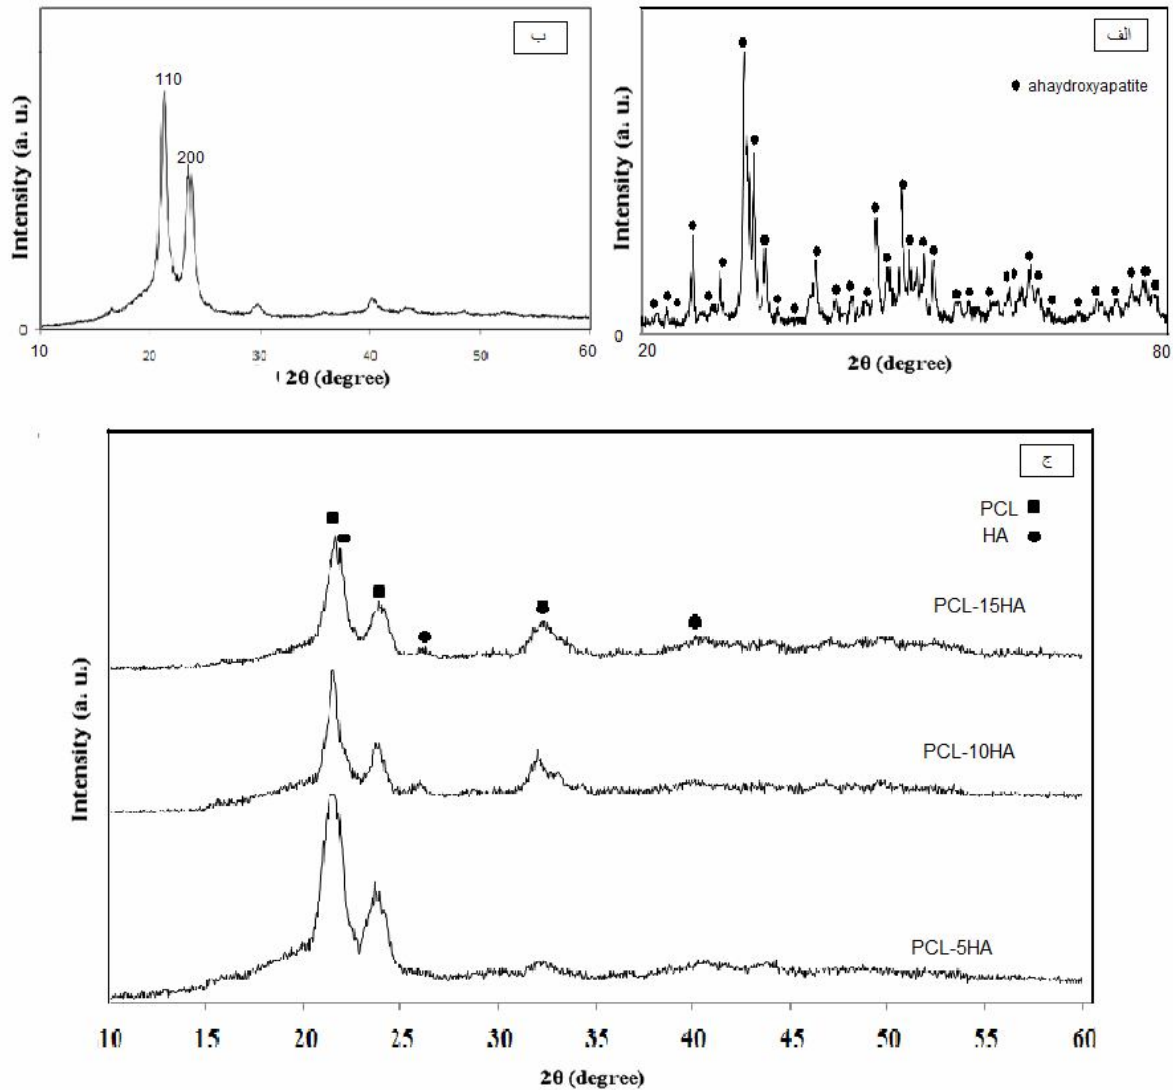 ب
Intensity (a. u.)
110
200
0
10
20
30
40
50
60
2θ (degree)
الف
Intensity (a. u.)
ahaydroxyapatite
0
20
80
2θ (degree)
ج
PCL
HA
PCL-15HA
PCL-10HA
PCL-5HA
Intensity (a. u.)
10
15
20
25
30
35
40
45
50
55
60
2θ (degree)